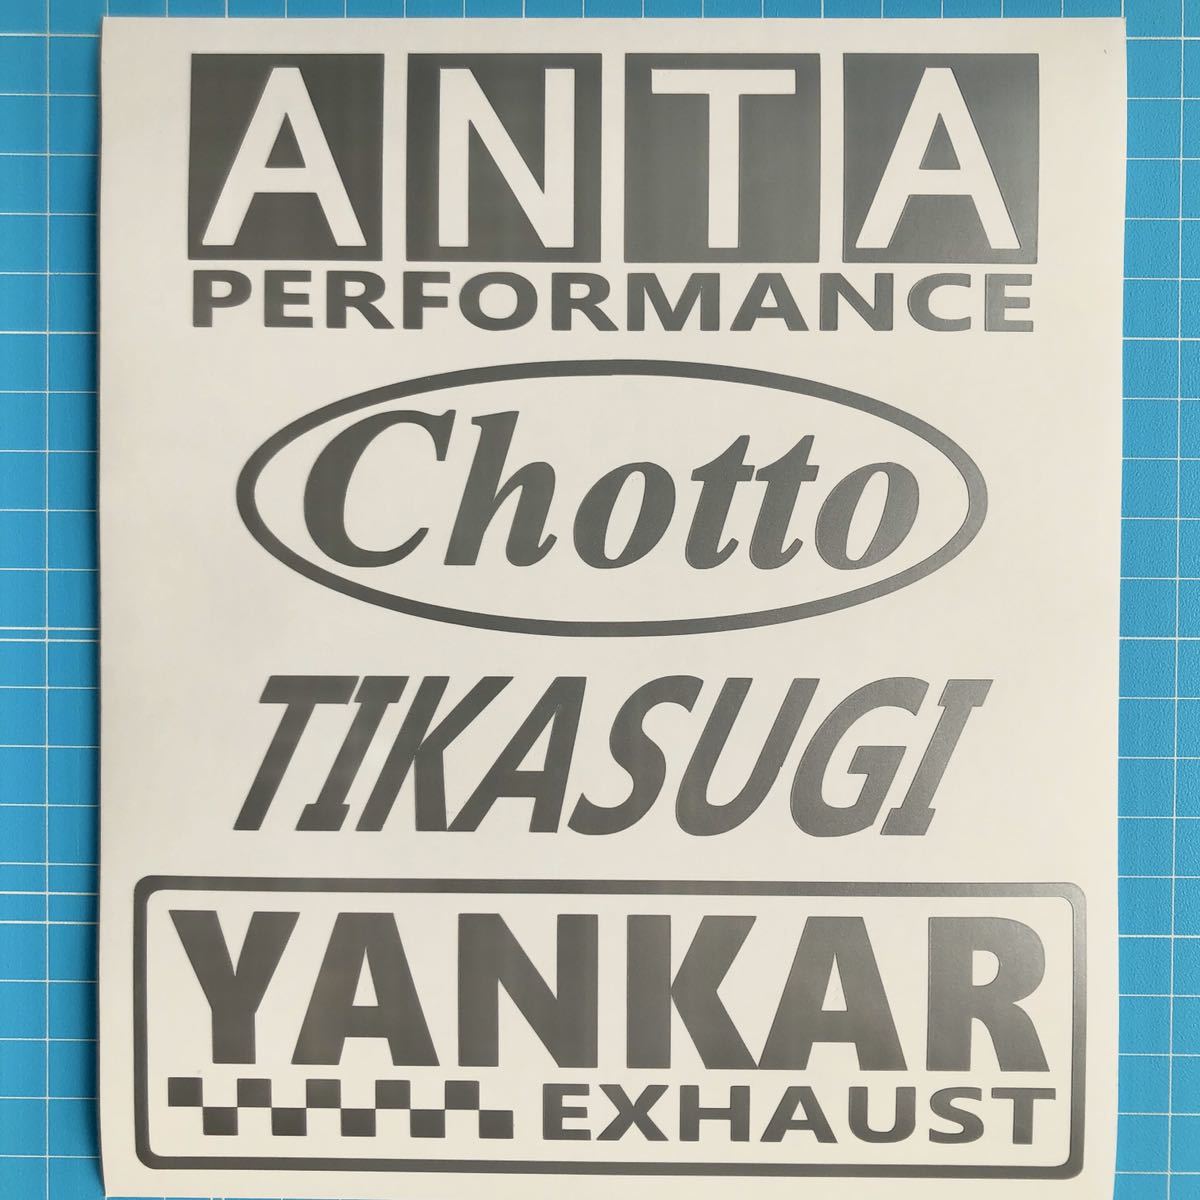 ANTA
PERFORMANCE
Chotto
TIKASUGI
YANKAR
EXHAUST